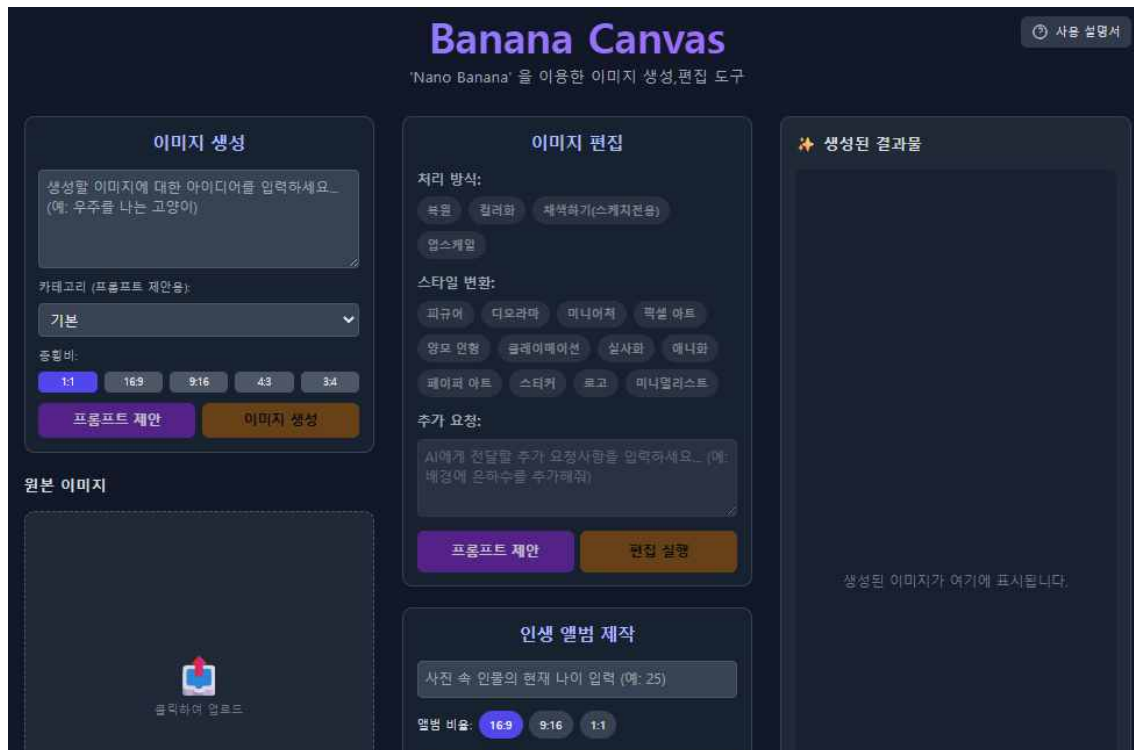 Banana Canvas
'Nano Banana' 을 이용한 이미지 생성,편집 도구
사용 설명서
이미지 생성
생성할 이미지에 대한 아이디어를 입력하세요...
(예: 우주를 나는 고양이)
카테고리 (프롬프트 제안용):
기본
종횡비:
1:1 16:9 9:16 4:3 3:4
프롬프트 제안 이미지 생성
원본 이미지
클릭하여 업로드
이미지 편집
처리 방식:
복원 컬러화 채색하기(스케치전용)
업스케일
스타일 변환:
피규어 디오라마 미니어처 픽셀 아트
양모 인형 클레이메이션 실사화 애니화
페이퍼 아트 스티커 로고 미니멀리스트
추가 요청:
AI에게 전달할 추가 요청사항을 입력하세요... (예:
배경에 은하수를 추가해줘)
프롬프트 제안 편집 실행
인생 앨범 제작
사진 속 인물의 현재 나이 입력 (예: 25)
앨범 비율: 16:9 9:16 1:1
생성된 결과물
생성된 이미지가 여기에 표시됩니다.